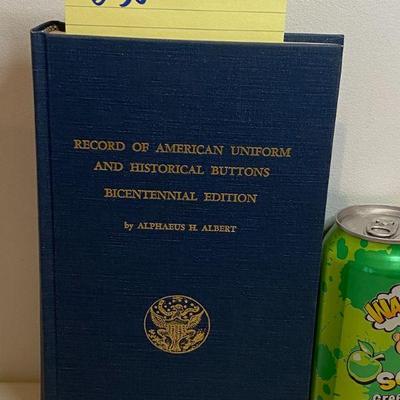 RECORD OF AMERICAN UNIFORM
AND HISTORICAL BUTTONS
BICENTENNIAL EDITION
by ALPHAEUS H. ALBERT